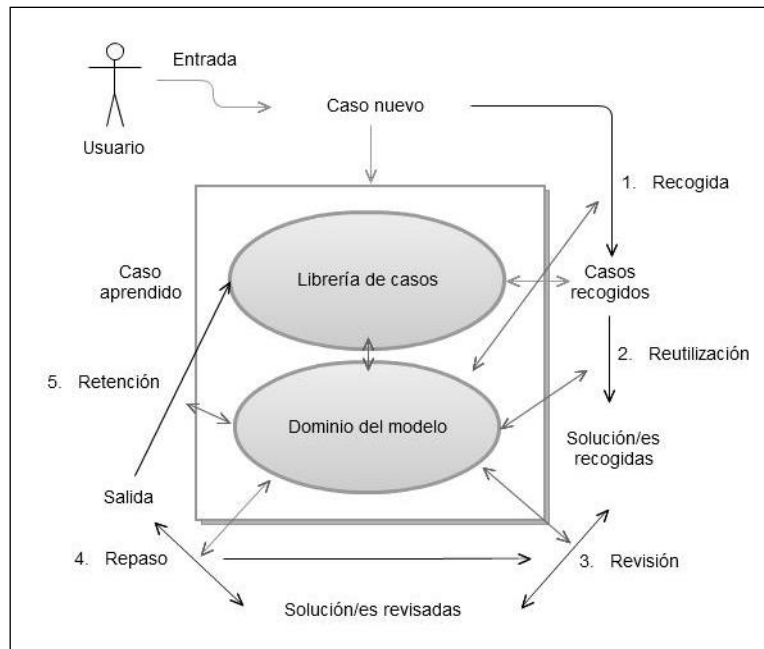 Entrada
Usuario
Caso nuevo
1. Recogida
Caso
aprendido
Librería de casos
Casos
recogidos
2. Reutilización
5. Retención
Dominio del modelo
Solución/es
recogidas
Salida
4. Repaso
3. Revisión
Solución/es revisadas